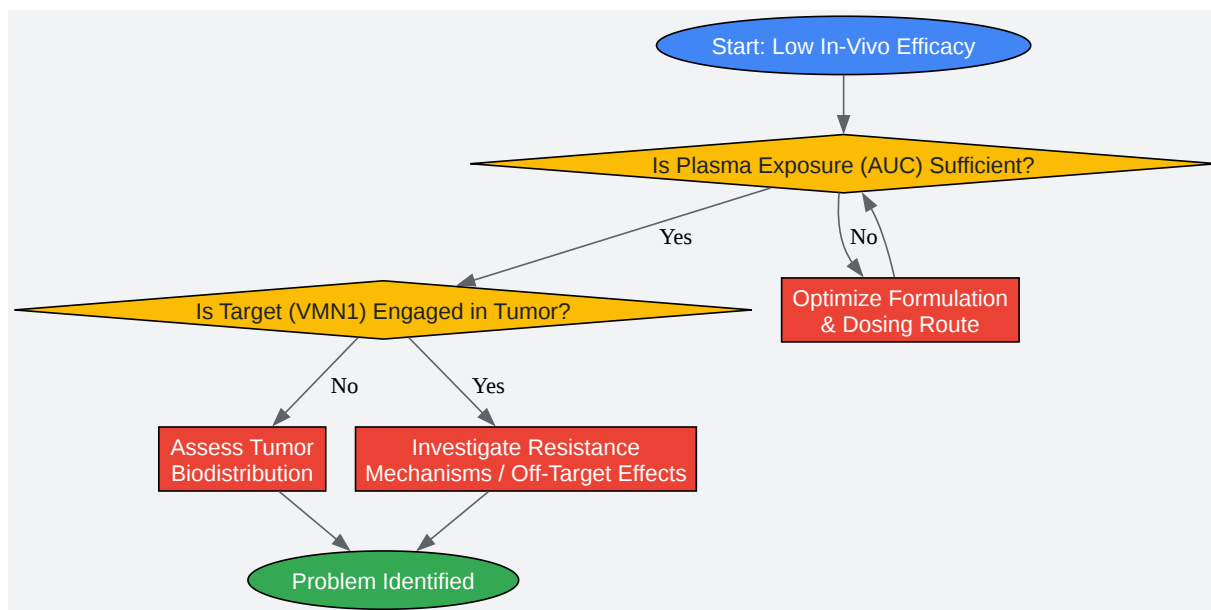 Start: Low In-Vivo Efficacy
Is Plasma Exposure (AUC) Sufficient?
Yes
No
Is Target (VMN1) Engaged in Tumor?
Optimize Formulation
& Dosing Route
No
Yes
Assess Tumor
Biodistribution
Investigate Resistance
Mechanisms / Off-Target Effects
Problem Identified